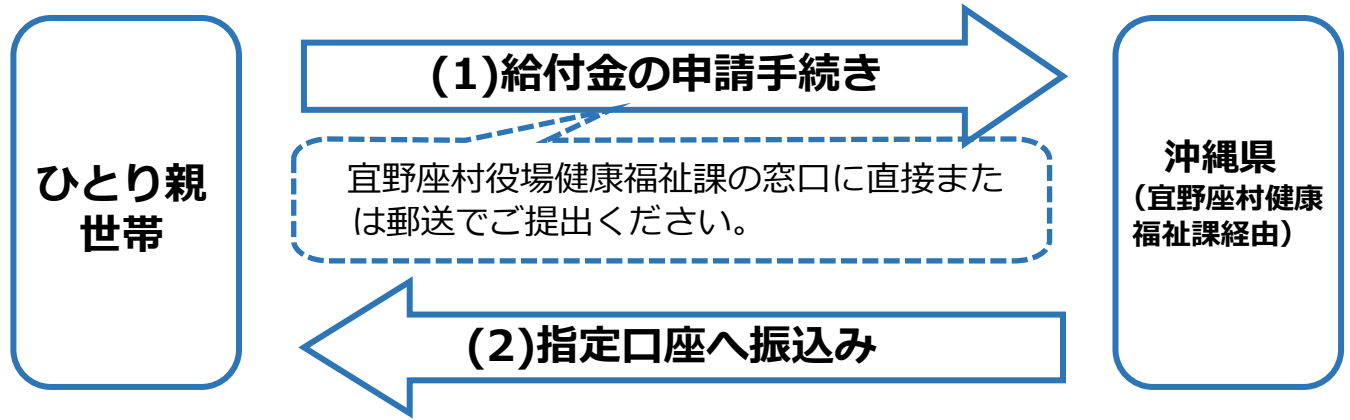 ひとり親
世帯
(1)給付金の申請手続き
宜野座村役場健康福祉課の窓口に直接また
は郵送でご提出ください。
(2)指定口座へ振込み
沖縄県
（宜野座村健康
福祉課経由）